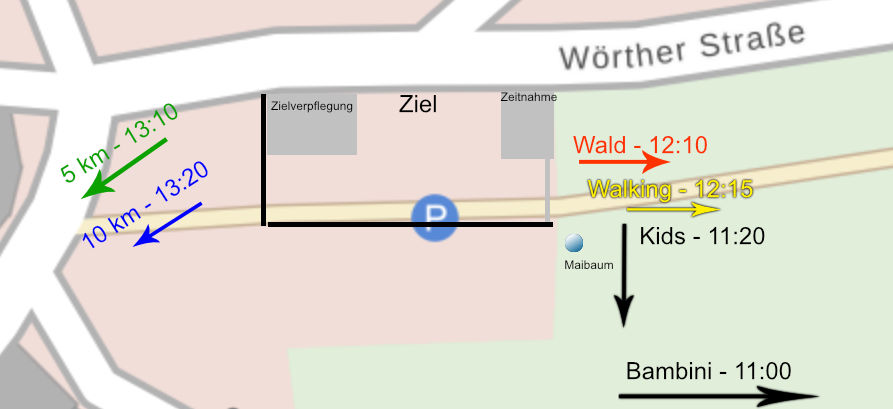 Wörther Straße
Zielverpflegung
Ziel
Zeitnahme
5 km - 13:10
Wald - 12:10
10 km - 13:20
Walking - 12:15
P
Kids - 11:20
Maibaum
Bambini - 11:00